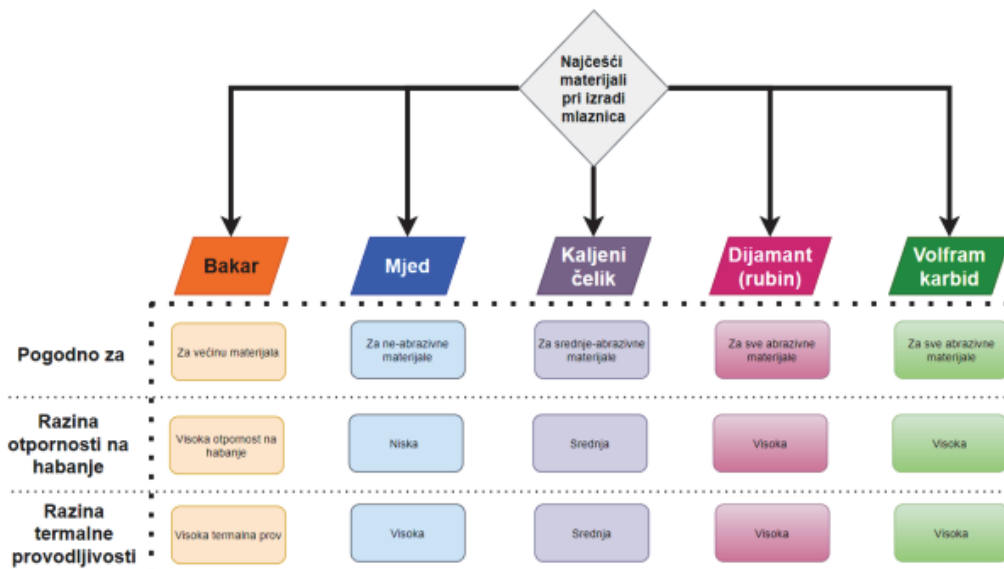 Najčešći
materijali
pri izradi
mlaznica
Bakar
Mjed
Kaljeni
čelik
Dijamant
(rubin)
Volfram
karbid
Pogodno za
Za većinu materijala
Za ne-abrazivne
materijale
Za srednje-abrazivne
materijale
Za sve abrazivne
materijale
Za sve abrazivne
materijale
Razina
otpornosti na
habanje
Visoka otpornost na
habanje
Niska
Srednja
Visoka
Visoka
Razina
termalne
provodljivosti
Visoka termalna prov
Visoka
Srednja
Visoka
Visoka